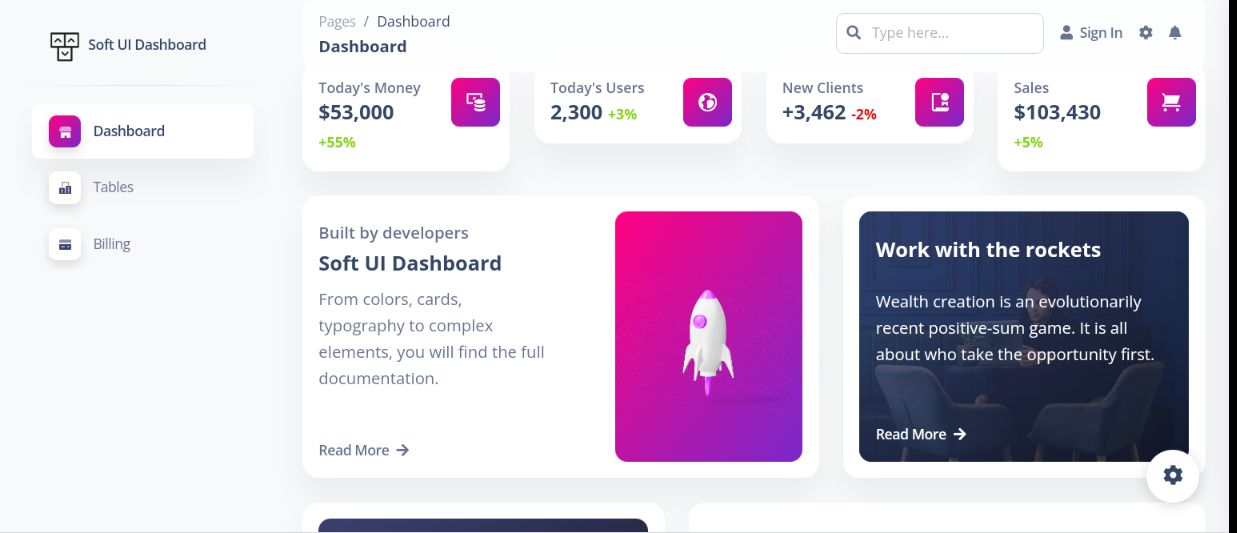 Soft UI Dashboard
Dashboard
Tables
Billing
Pages / Dashboard
Dashboard
Type here...
Sign In
Today's Money
$53,000
+55%
Today's Users
2,300 +3%
New Clients
+3,462 -2%
Sales
$103,430
+5%
Built by developers
Soft UI Dashboard
From colors, cards,
typography to complex
elements, you will find the full
documentation.
Read More
Work with the rockets
Wealth creation is an evolutionarily
recent positive-sum game. It is all
about who take the opportunity first.
Read More